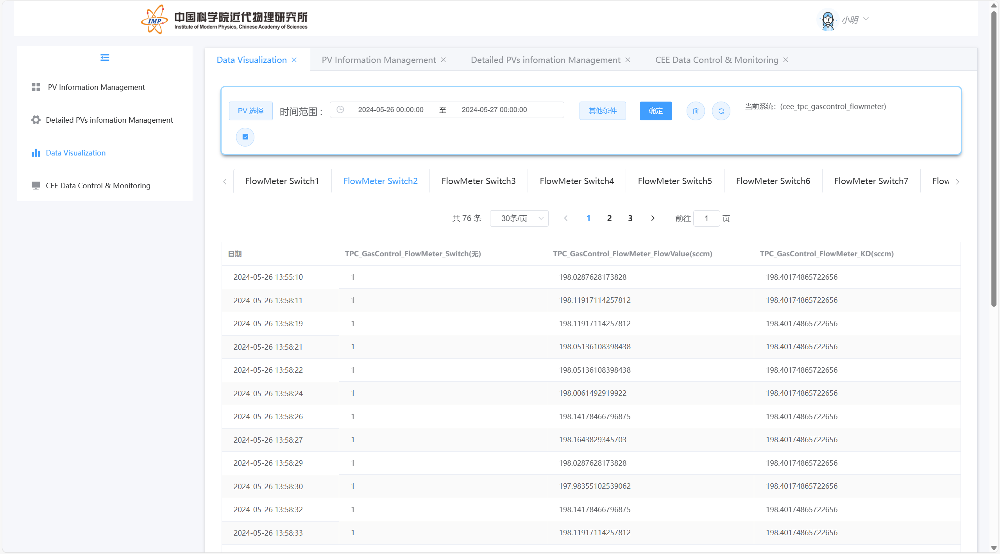 IMP
中国科学院近代物理研究所
Institute of Modern Physics, Chinese Academy of Sciences
小明
PV Information Management
Detailed PVs infomation Management
Data Visualization
CEE Data Control & Monitoring
Data Visualization × PV Information Management × Detailed PVs infomation Management × CEE Data Control & Monitoring ×
PV 选择 时间范围： 2024-05-26 00:00:00 至 2024-05-27 00:00:00 其他条件 确定 当前系统：(cee_tpc_gascontrol_flowmeter)
FlowMeter Switch1 FlowMeter Switch2 FlowMeter Switch3 FlowMeter Switch4 FlowMeter Switch5 FlowMeter Switch6 FlowMeter Switch7 Flow
共 76 条 30条/页 1 2 3 前往 1 页
日期 TPC_GasControl_FlowMeter_Switch(无) TPC_GasControl_FlowMeter_FlowValue(sccm) TPC_GasControl_FlowMeter_KD(sccm)
2024-05-26 13:55:10 1 198.0287628173828 198.40174865722656
2024-05-26 13:58:11 1 198.11917114257812 198.40174865722656
2024-05-26 13:58:19 1 198.11917114257812 198.40174865722656
2024-05-26 13:58:21 1 198.05136108398438 198.40174865722656
2024-05-26 13:58:22 1 198.05136108398438 198.40174865722656
2024-05-26 13:58:24 1 198.0061492919922 198.40174865722656
2024-05-26 13:58:26 1 198.14178466796875 198.40174865722656
2024-05-26 13:58:27 1 198.1643829345703 198.40174865722656
2024-05-26 13:58:29 1 198.0287628173828 198.40174865722656
2024-05-26 13:58:30 1 197.98355102539062 198.40174865722656
2024-05-26 13:58:32 1 198.14178466796875 198.40174865722656
2024-05-26 13:58:33 1 198.11917114257812 198.40174865722656